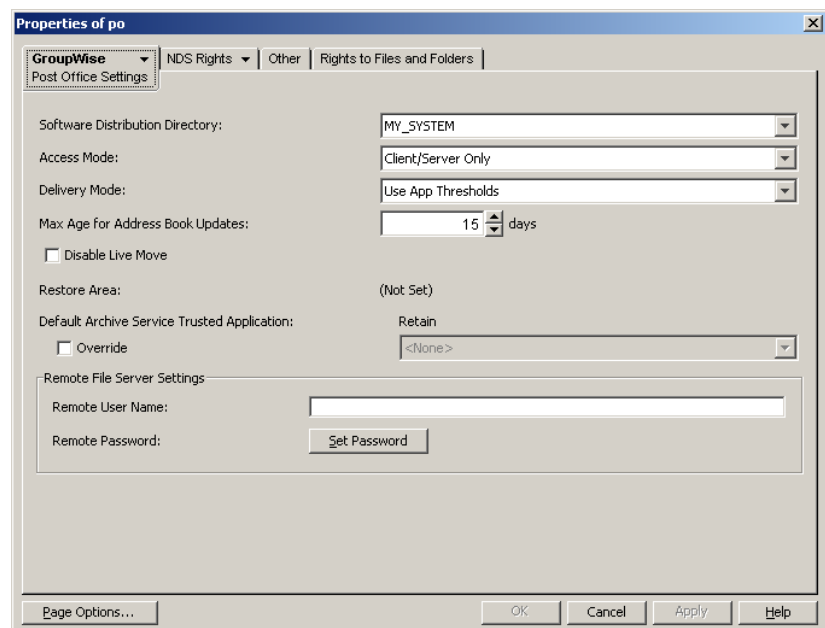 Properties of po
GroupWise NDS Rights Other Rights to Files and Folders
Post Office Settings
Software Distribution Directory: MY_SYSTEM
Access Mode: Client/Server Only
Delivery Mode: Use App Thresholds
Max Age for Address Book Updates: 15 days
Disable Live Move
Restore Area: (Not Set)
Default Archive Service Trusted Application: Retain
Override <None>
Remote File Server Settings
Remote User Name:
Remote Password: Set Password
Page Options... OK Cancel Apply Help